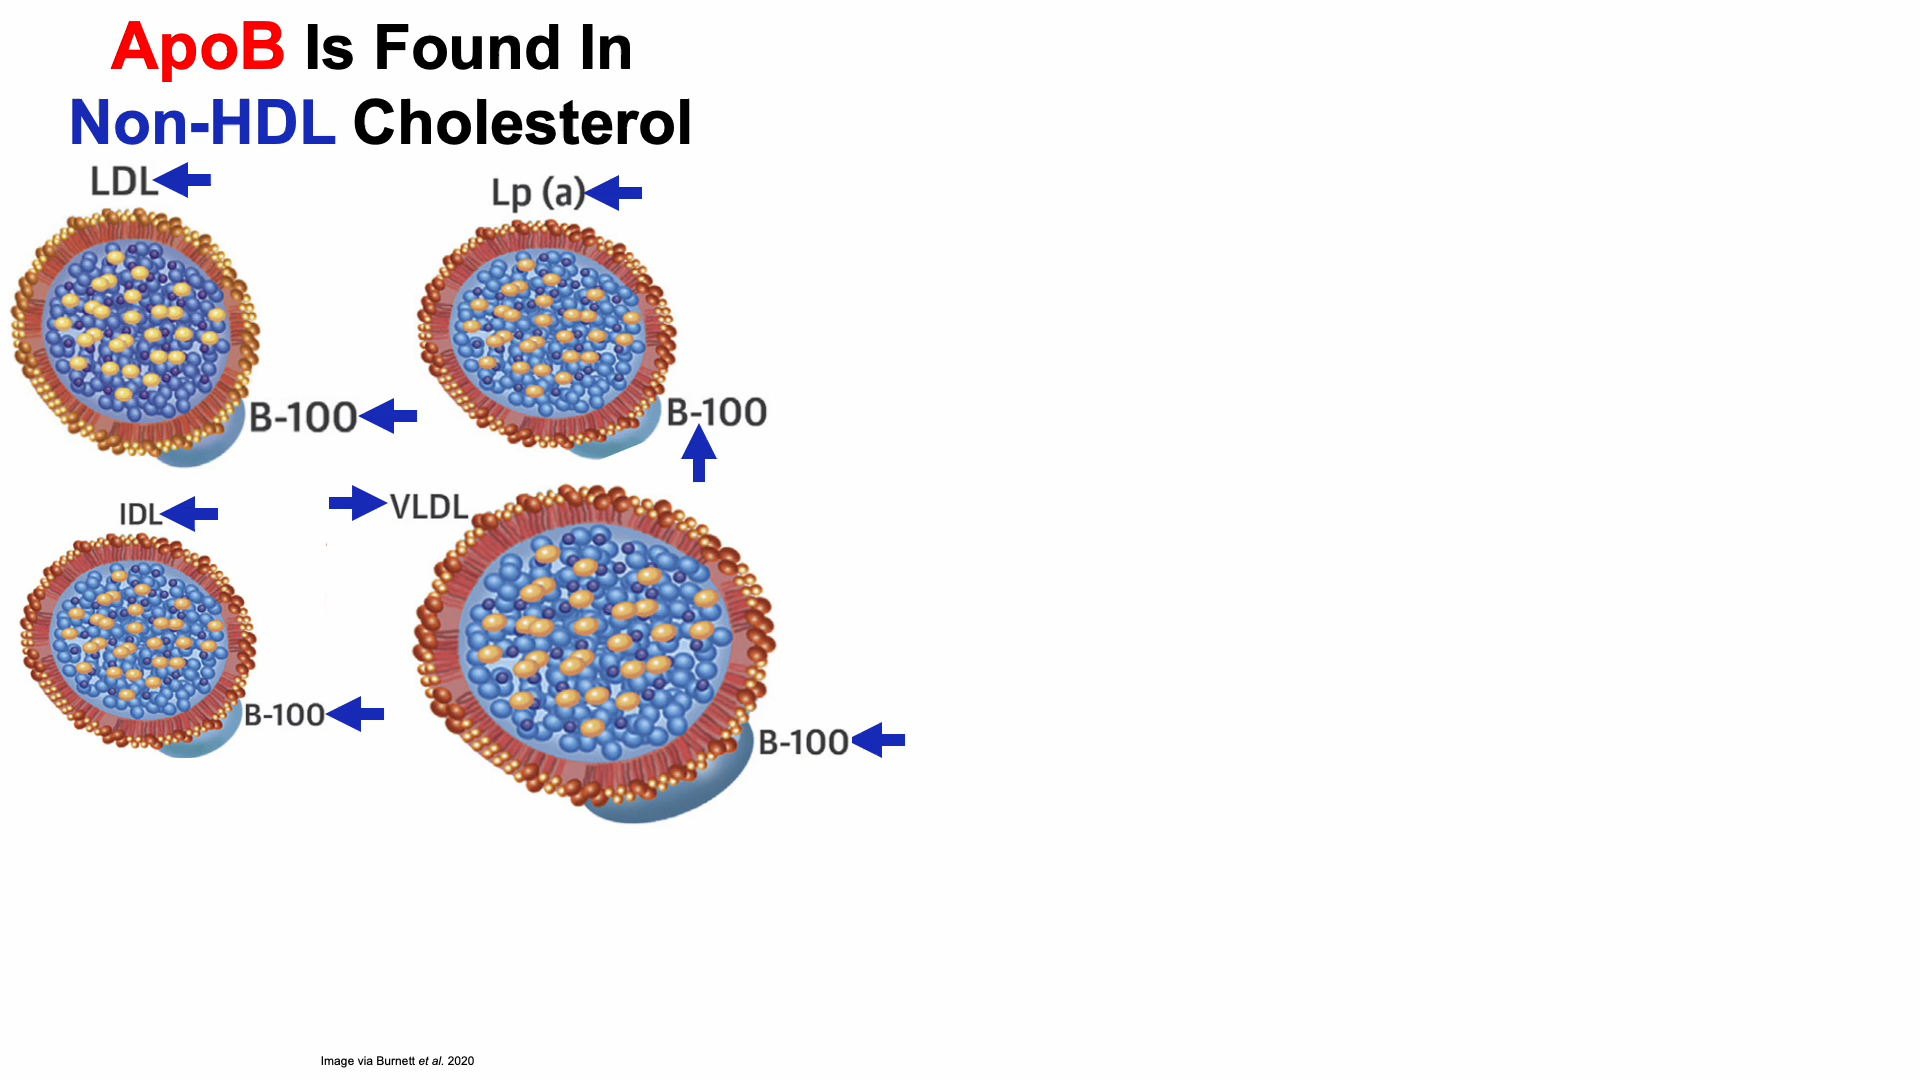 ApoB Is Found In
Non-HDL Cholesterol
LDL
Lp (a)
B-100
B-100
IDL
VLDL
B-100
B-100
Image via Burnett et al. 2020